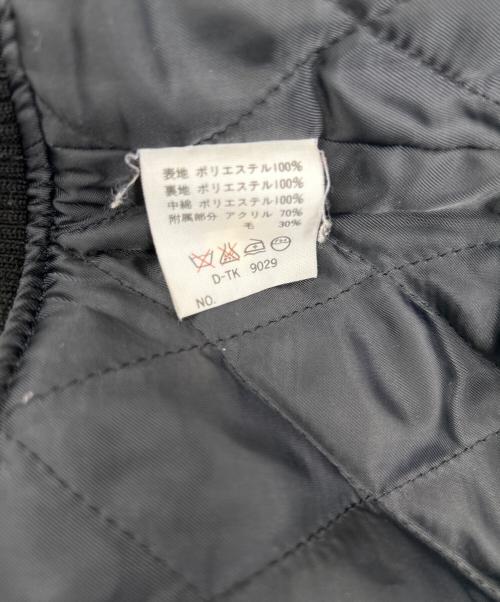 表地 ポリエステル100%
裏地 ポリエステル100%
中綿 ポリエステル100%
附属部分 アクリル 70%
毛 30%
D-TK 9029
NO.